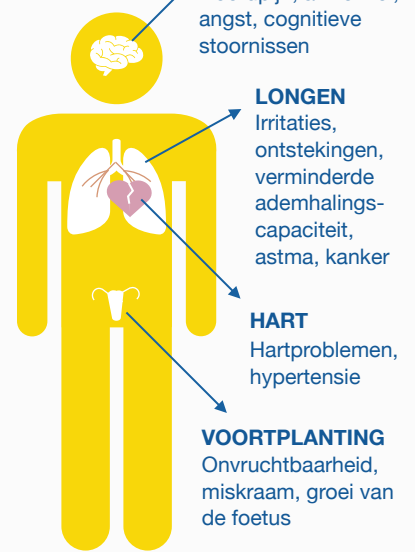 angst, cognitieve
stoornissen
LONGEN
Irritaties,
ontstekingen,
verminderde
ademhalings-
capaciteit,
astma, kanker
HART
Hartproblemen,
hypertensie
VOORTPLANTING
Onvruchtbaarheid,
miskraam, groei van
de foetus